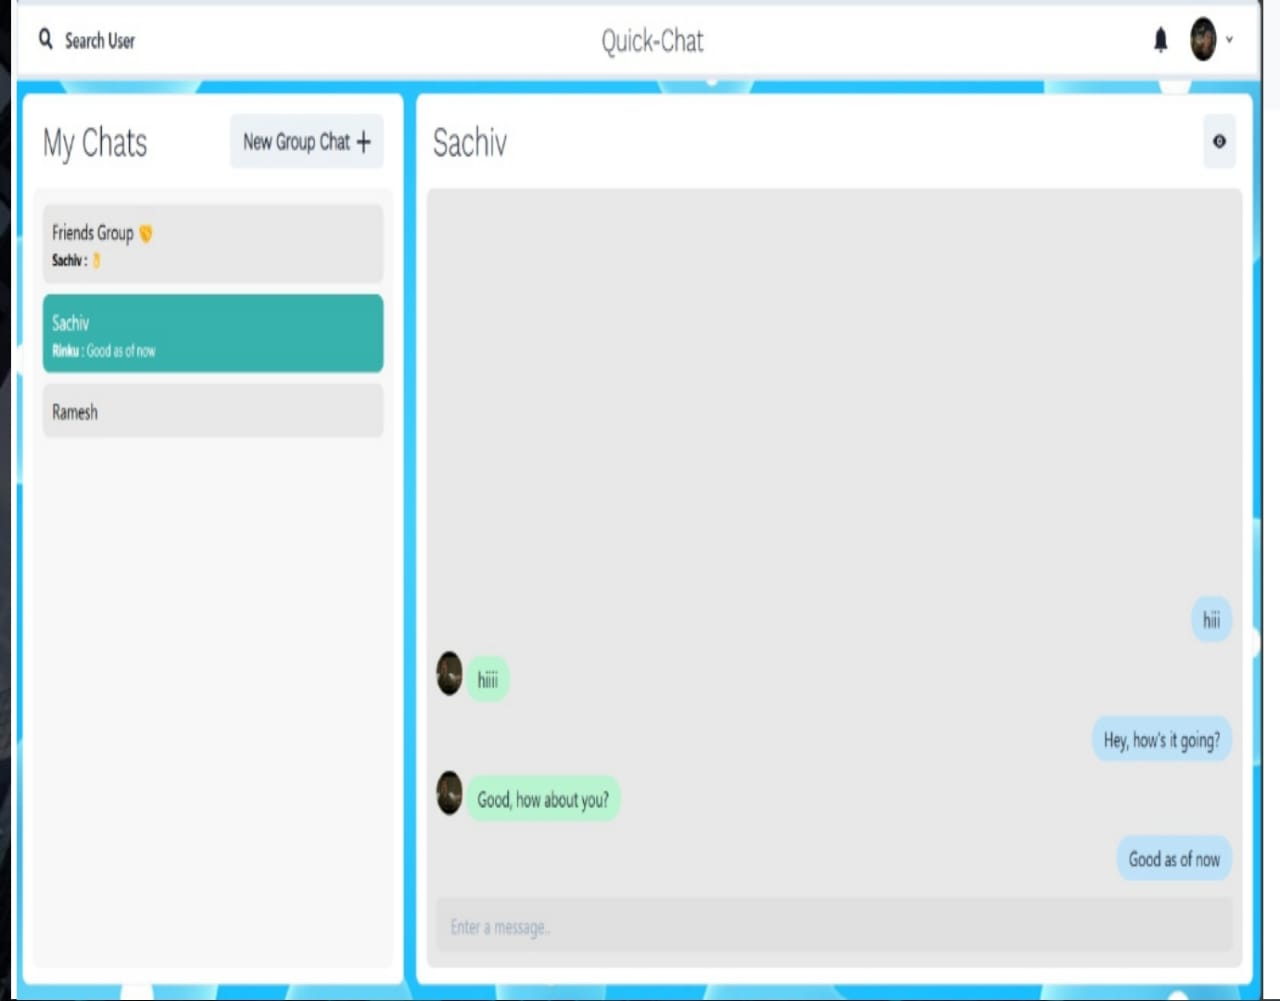 Search User
Quick-Chat
My Chats
New Group Chat +
Friends Group
Sachiv :
Sachiv
Rinku : Good as of now
Ramesh
Sachiv
hiii
hiiii
Hey, how's it going?
Good, how about you?
Good as of now
Enter a message..